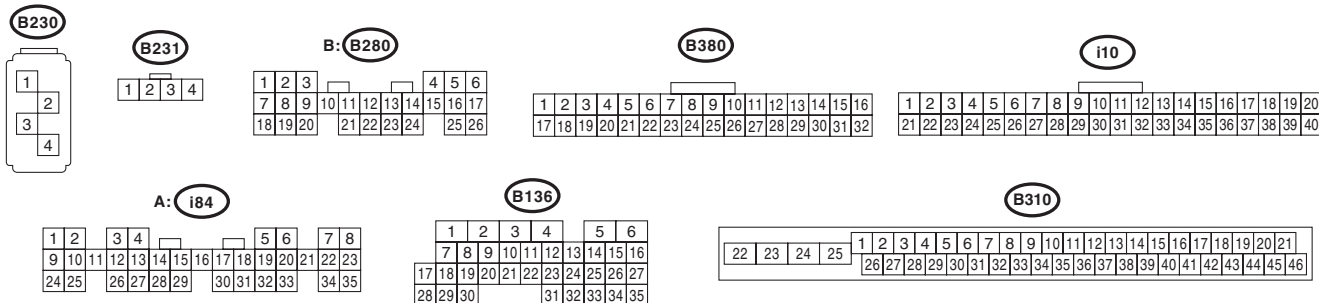 B230
1
2
3
4
B231
1 2 3 4
B: B280
1 2 3 4 5 6
7 8 9 10 11 12 13 14 15 16 17
18 19 20 21 22 23 24 25 26
B380
1 2 3 4 5 6 7 8 9 10 11 12 13 14 15 16
17 18 19 20 21 22 23 24 25 26 27 28 29 30 31 32
i10
1 2 3 4 5 6 7 8 9 10 11 12 13 14 15 16 17 18 19 20
21 22 23 24 25 26 27 28 29 30 31 32 33 34 35 36 37 38 39 40
A: i84
1 2 3 4 5 6 7 8
9 10 11 12 13 14 15 16 17 18 19 20 21 22 23
24 25 26 27 28 29 30 31 32 33 34 35
B136
1 2 3 4 5 6
7 8 9 10 11 12 13 14 15 16
17 18 19 20 21 22 23 24 25 26 27
28 29 30 31 32 33 34 35
B310
22 23 24 25 1 2 3 4 5 6 7 8 9 10 11 12 13 14 15 16 17 18 19 20 21
26 27 28 29 30 31 32 33 34 35 36 37 38 39 40 41 42 43 44 45 46